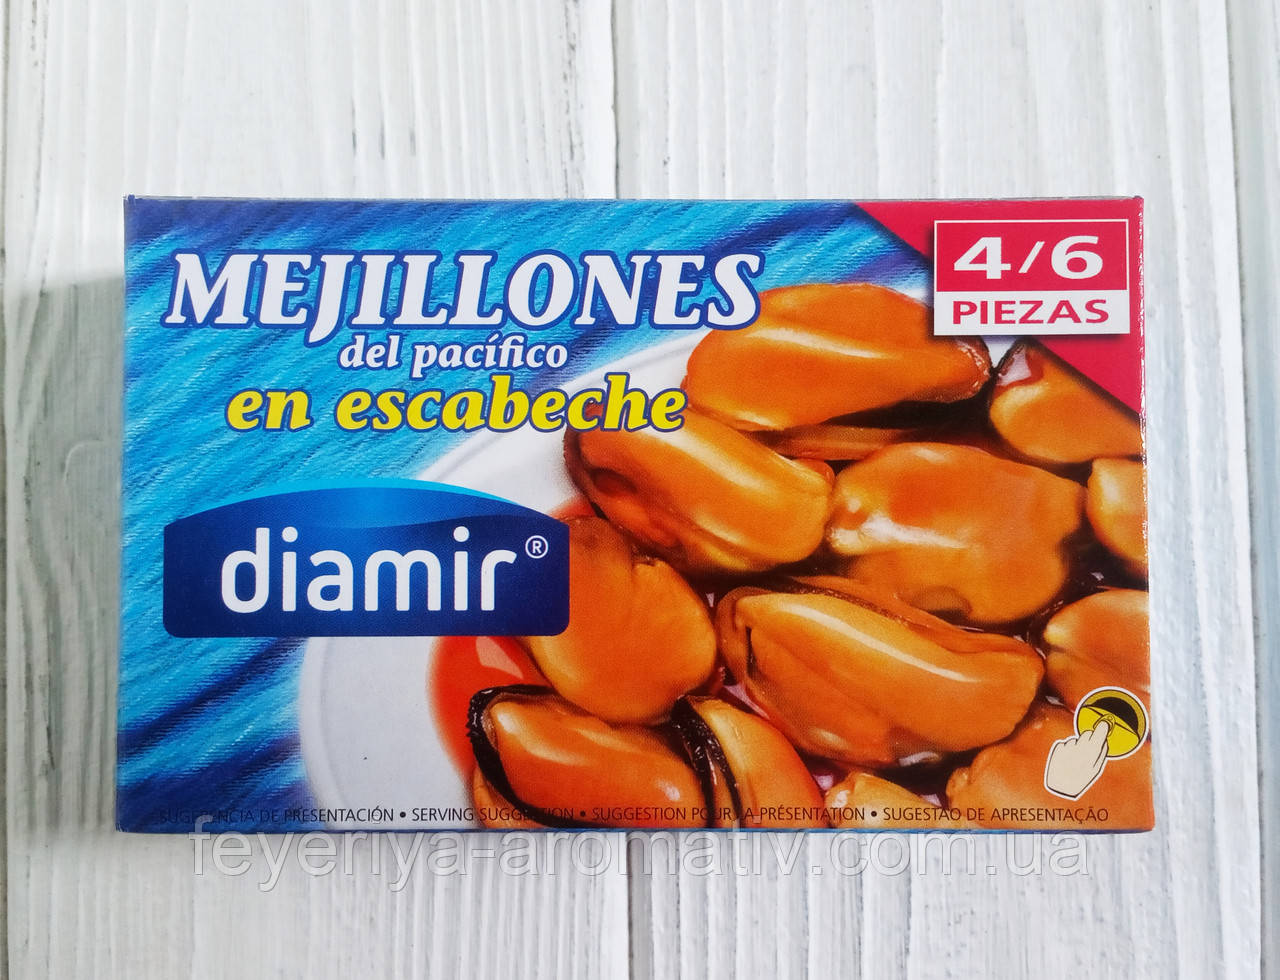 MEJILLONES
del pacífico
en escabeche
4/6
PIEZAS
diamir®
SUGERENCIA DE PRESENTACIÓN • SERVING SUGGESTION • SUGGESTION POUR LA PRÉSENTATION • SUGESTAO DE APRESENTAÇÃO
feyeriya-aromativ.com.ua